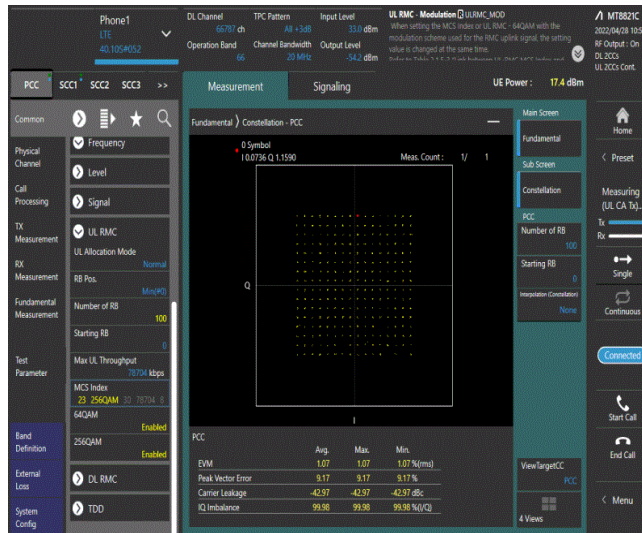 Phone1
LTE
40.105#052
DL Channel
66787 ch
TPC Pattern
All +3dB
Input Level
33.0 dBm
Operation Band
66
Channel Bandwidth
20 MHz
Output Level
-54.2 dBm
UL RMC - Modulation ULRMC_MOD
When setting the MCS index or UL RMC - 64QAM with the
modulation scheme used for the RMC uplink signal, the setting
value is changed at the same time.
MT8821C
2022/04/28 10:5
RF Output : On
DL 2CCs
UL 2CCs Cont.
PCC
SCC1
SCC2
SCC3
>>
Measurement
Signaling
UE Power : 17.4 dBm
Common
Physical
Channel
Call
Processing
TX
Measurement
RX
Measurement
Fundamental
Measurement
Test
Parameter
Band
Definition
External
Loss
System
Config
Frequency
Level
Signal
UL RMC
UL Allocation Mode
Normal
RB Pos.
Min(#0)
Number of RB
100
Starting RB
0
Max UL Throughput
78704 kbps
MCS Index
23 256QAM 30 78704 6
64QAM
Enabled
256QAM
Enabled
DL RMC
TDD
Fundamental ⟩ Constellation - PCC
0 Symbol
I 0.0736 Q 1.1590
Meas. Count : 1/ 1
Q
I
PCC
Avg. Max. Min.
EVM 1.07 1.07 1.07 %(rms)
Peak Vector Error 9.17 9.17 9.17 %
Carrier Leakage -42.97 -42.97 -42.97 dBc
IQ Imbalance 99.98 99.98 99.98 %(I/Q)
Main Screen
Fundamental
Sub Screen
Constellation
PCC
Number of RB
100
Starting RB
0
Interpolation (Constellation)
None
ViewTargetCC
PCC
4 Views
Home
< Preset
Measuring
(UL CA Tx)..
Tx
Rx
Single
Continuous
Connected
Start Call
End Call
< Menu